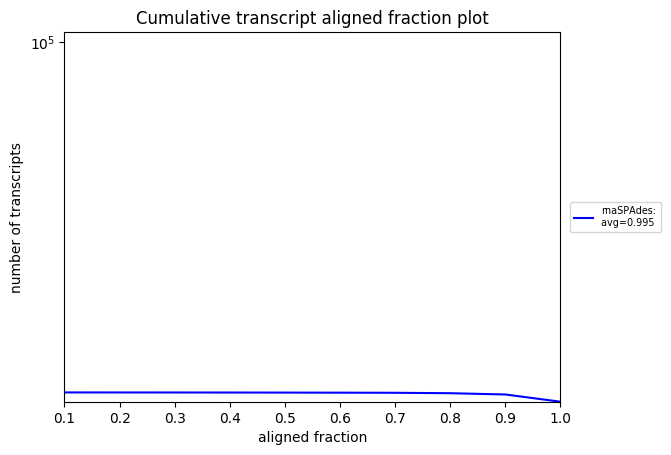 Cumulative transcript aligned fraction plot
10^5
number of transcripts
rnaSPAdes:
avg=0.995
0.1 0.2 0.3 0.4 0.5 0.6 0.7 0.8 0.9 1.0
aligned fraction